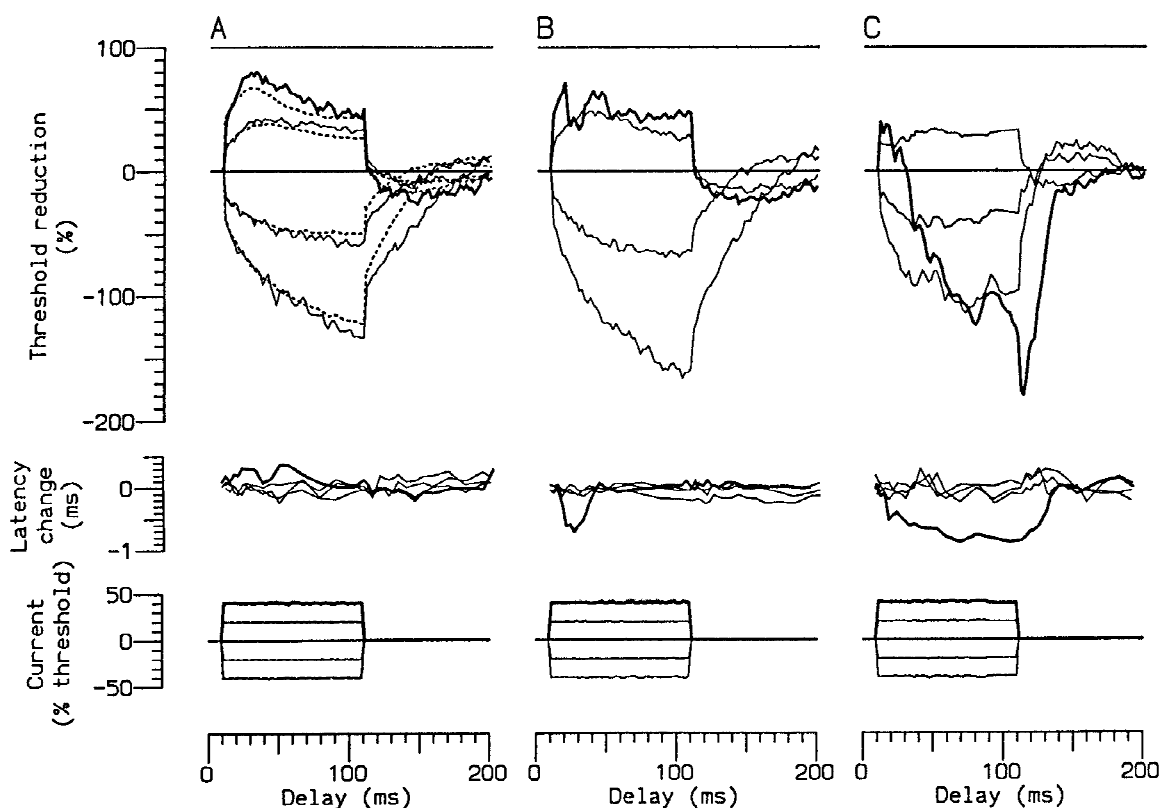 A
B
C
100
0
-100
-200
Threshold reduction
(%)
0
-1
Latency
change
(ms)
50
0
-50
Current
(% threshold)
0
100
200
Delay (ms)
0
100
200
Delay (ms)
0
100
200
Delay (ms)